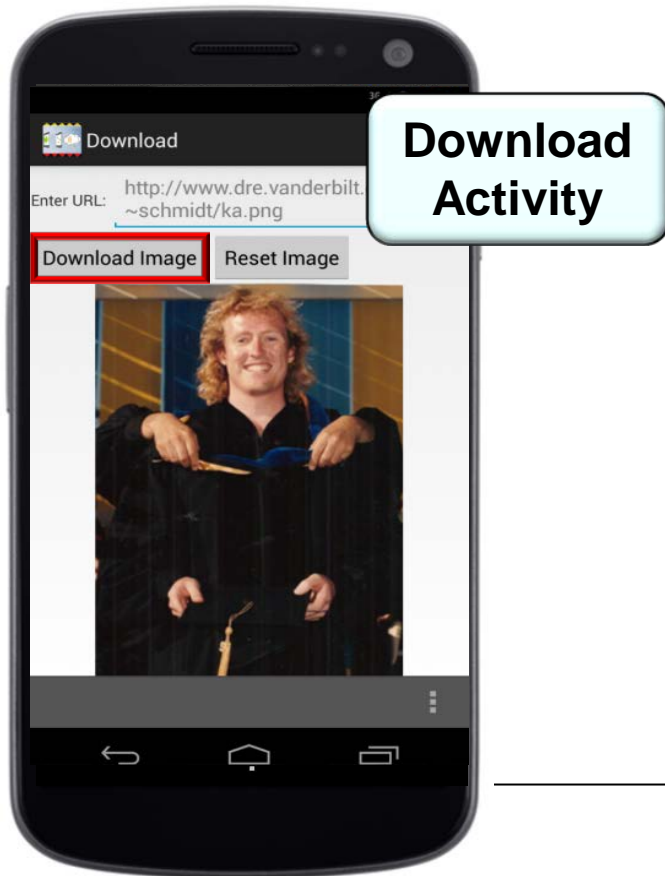 Download
Download
Activity
Enter URL:
http://www.dre.vanderbilt.
~schmidt/ka.png
Download Image
Reset Image